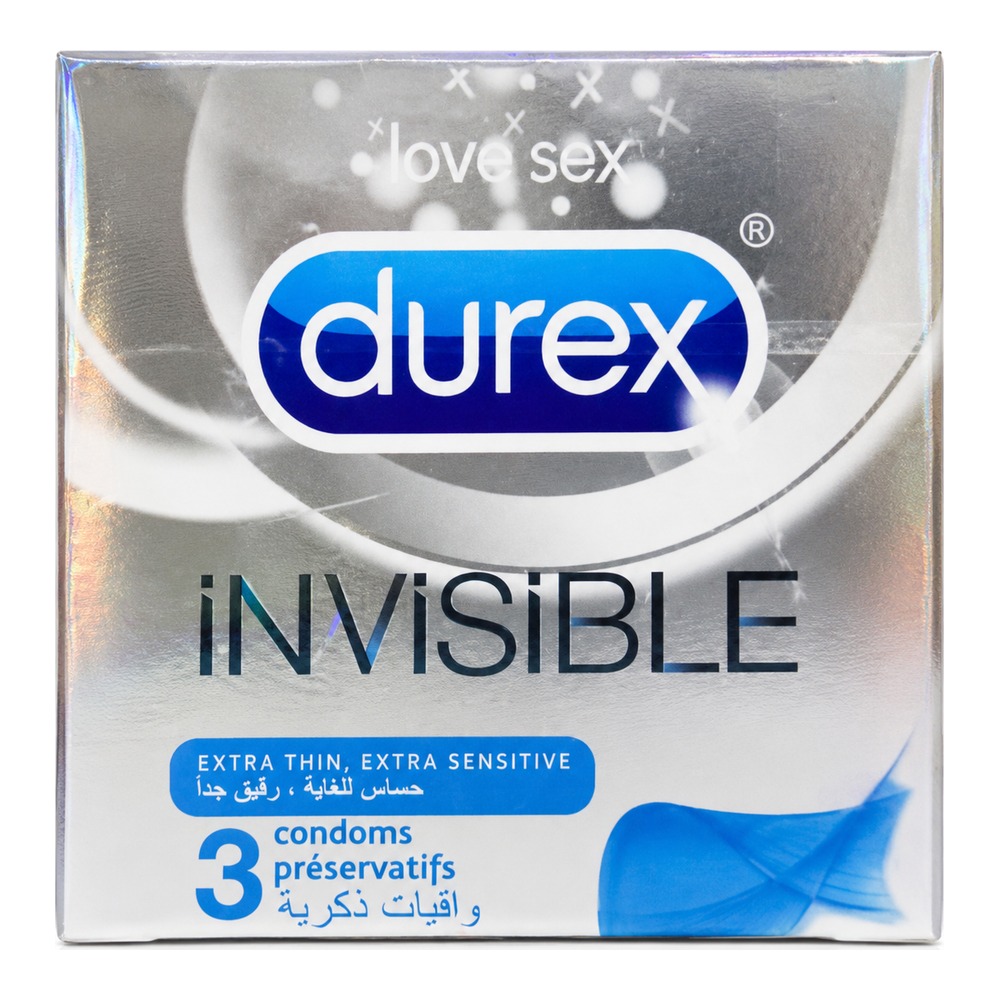 love sex
durex®
iNViSiBLE
EXTRA THIN, EXTRA SENSITIVE
حساس للغاية ، رقيق جداً
3 condoms
préservatifs
واقيات ذكرية